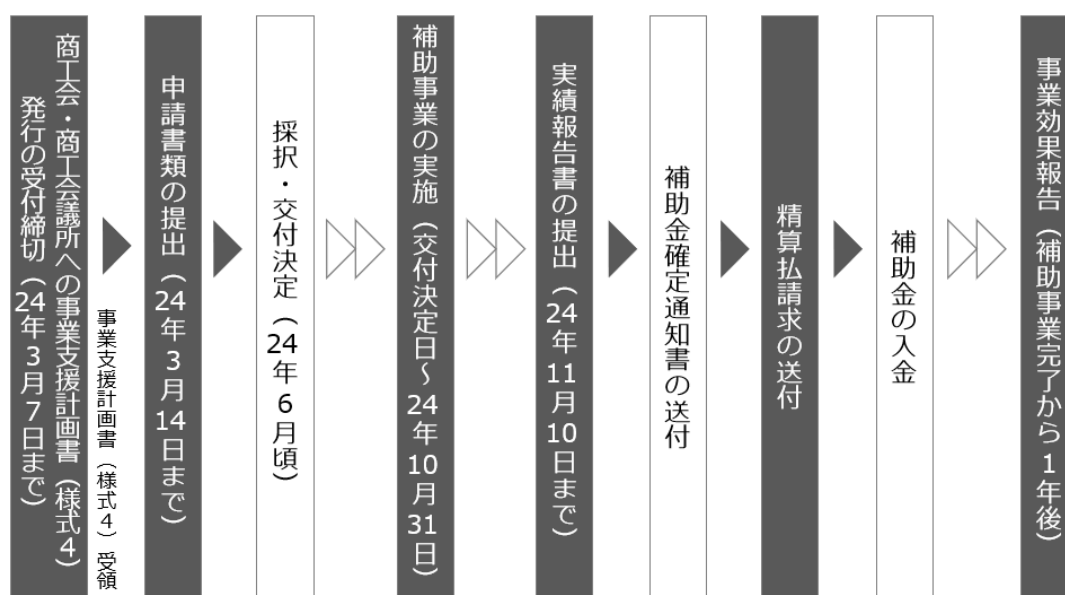 商工会・商工会議所への事業支援計画書（様式４）
発行の受付締切（24年３月７日まで）
事業支援計画書（様式４）受領
申請書類の提出（24年３月14日まで）
採択・交付決定（24年６月頃）
補助事業の実施（交付決定日～24年10月31日）
実績報告書の提出（24年11月10日まで）
補助金確定通知書の送付
精算払請求の送付
補助金の入金
事業効果報告（補助事業完了から１年後）